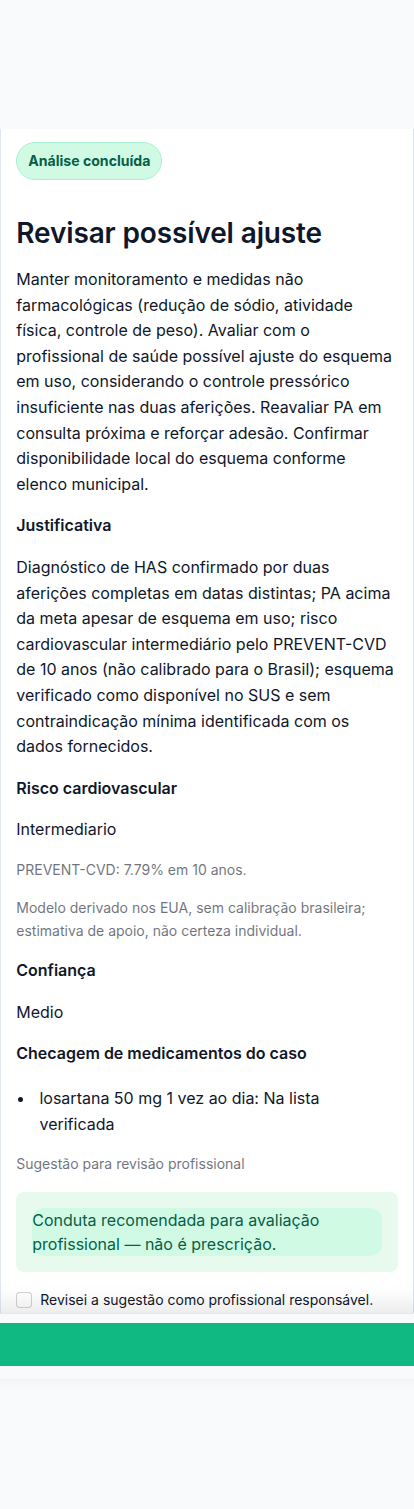 Análise concluída
Revisar possível ajuste
Manter monitoramento e medidas não
farmacológicas (redução de sódio, atividade
física, controle de peso). Avaliar com o
profissional de saúde possível ajuste do esquema
em uso, considerando o controle pressórico
insuficiente nas duas aferições. Reavaliar PA em
consulta próxima e reforçar adesão. Confirmar
disponibilidade local do esquema conforme
elenco municipal.
Justificativa
Diagnóstico de HAS confirmado por duas
aferições completas em datas distintas; PA acima
da meta apesar de esquema em uso; risco
cardiovascular intermediário pelo PREVENT-CVD
de 10 anos (não calibrado para o Brasil); esquema
verificado como disponível no SUS e sem
contraindicação mínima identificada com os
dados fornecidos.
Risco cardiovascular
Intermediario
PREVENT-CVD: 7.79% em 10 anos.
Modelo derivado nos EUA, sem calibração brasileira;
estimativa de apoio, não certeza individual.
Confiança
Medio
Checagem de medicamentos do caso
• losartana 50 mg 1 vez ao dia: Na lista
verificada
Sugestão para revisão profissional
Conduta recomendada para avaliação
profissional — não é prescrição.
Revisei a sugestão como profissional responsável.